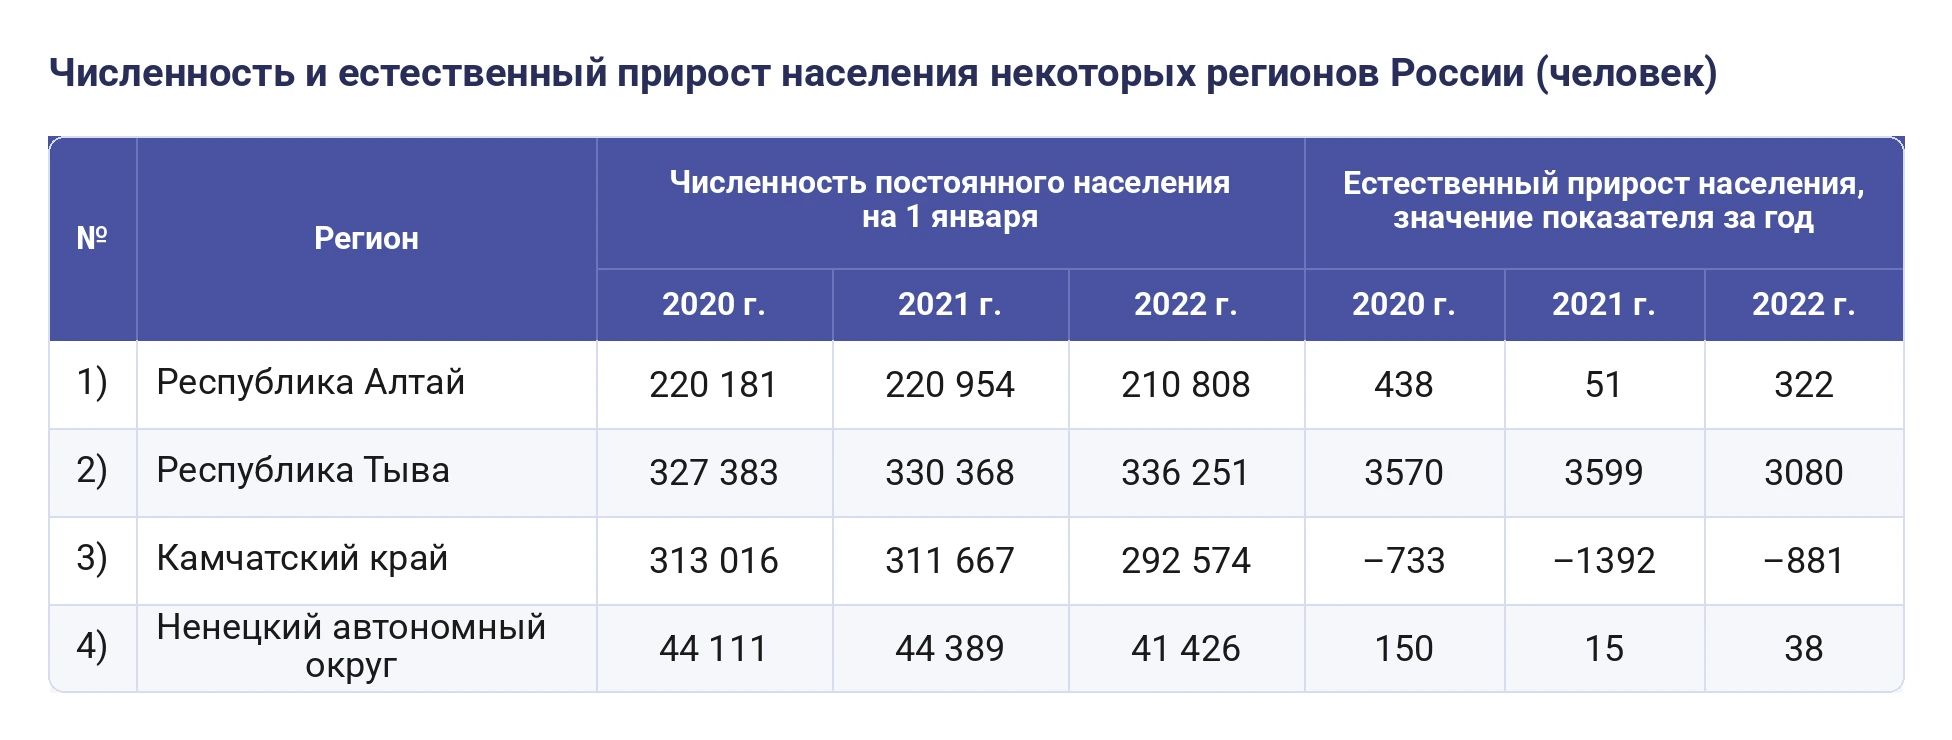 Численность и естественный прирост населения некоторых регионов России (человек)
№ Регион Численность постоянного населения
на 1 января Естественный прирост населения,
значение показателя за год
2020 г. 2021 г. 2022 г. 2020 г. 2021 г. 2022 г.
1) Республика Алтай 220 181 220 954 210 808 438 51 322
2) Республика Тыва 327 383 330 368 336 251 3570 3599 3080
3) Камчатский край 313 016 311 667 292 574 –733 –1392 –881
4) Ненецкий автономный
округ 44 111 44 389 41 426 150 15 38